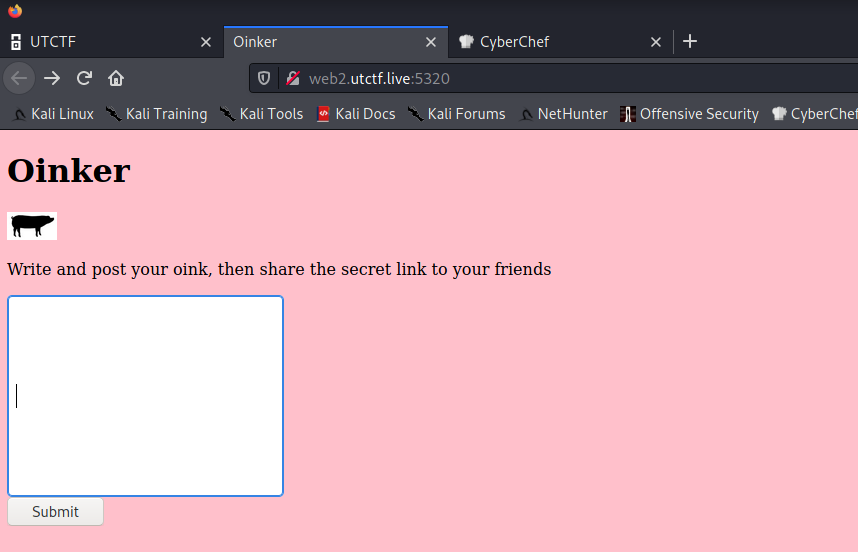 UTCTF
Oinker
CyberChef
web2.utctf.live:5320
Kali Linux Kali Training Kali Tools Kali Docs Kali Forums NetHunter Offensive Security CyberChef
Oinker
Write and post your oink, then share the secret link to your friends
Submit